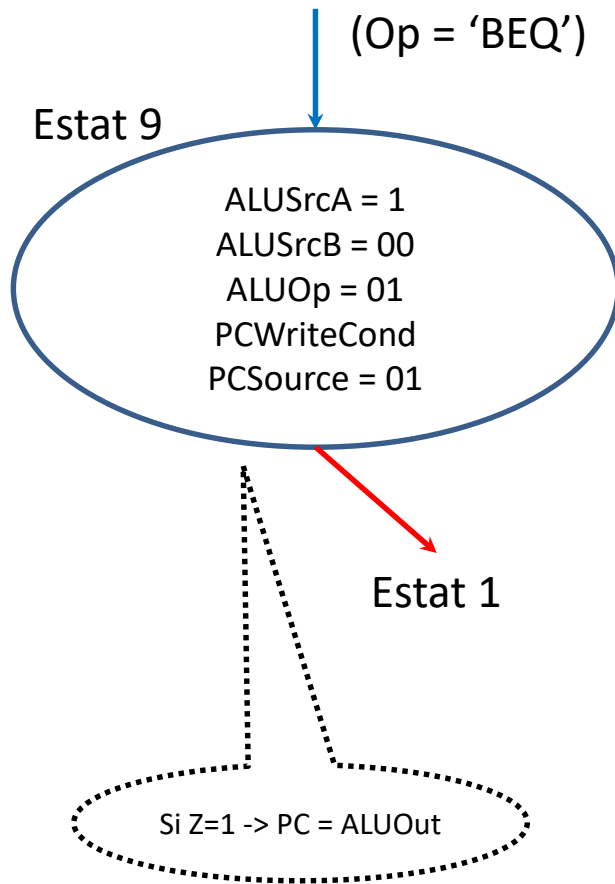 (Op = ‘BEQ’)
Estat 9
ALUSrcA = 1
ALUSrcB = 00
ALUOp = 01
PCWriteCond
PCSource = 01
Estat 1
Si Z=1 -> PC = ALUOut